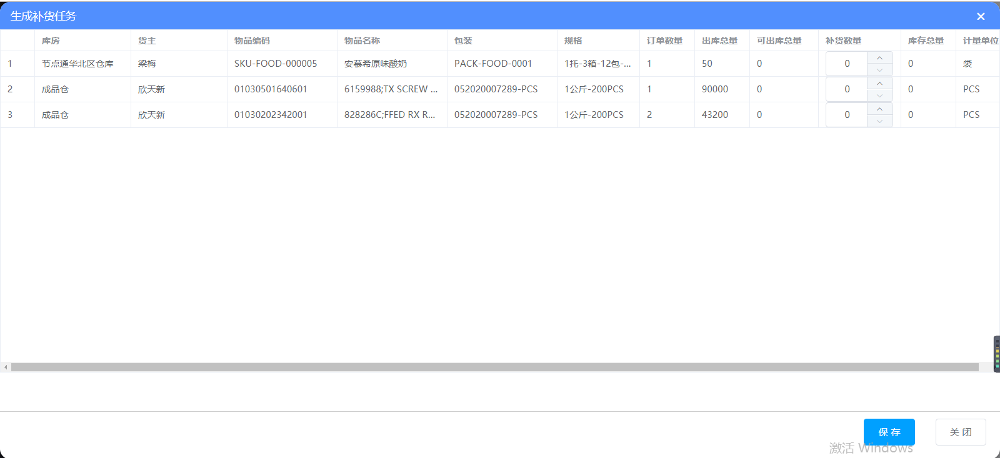 生成补货任务
库房 货主 物品编码 物品名称 包装 规格 订单数量 出库总量 可出库总量 补货数量 库存总量 计量单位
1 节点通华北区仓库 梁梅 SKU-FOOD-000005 安慕希原味酸奶 PACK-FOOD-0001 1托-3箱-12包-... 1 50 0 0 0 袋
2 成品仓 欣天新 01030501640601 6159988;TX SCREW ... 052020007289-PCS 1公斤-200PCS 1 90000 0 0 0 PCS
3 成品仓 欣天新 01030202342001 828286C;FFED RX R... 052020007289-PCS 1公斤-200PCS 2 43200 0 0 0 PCS
保存 关闭
激活 Windows